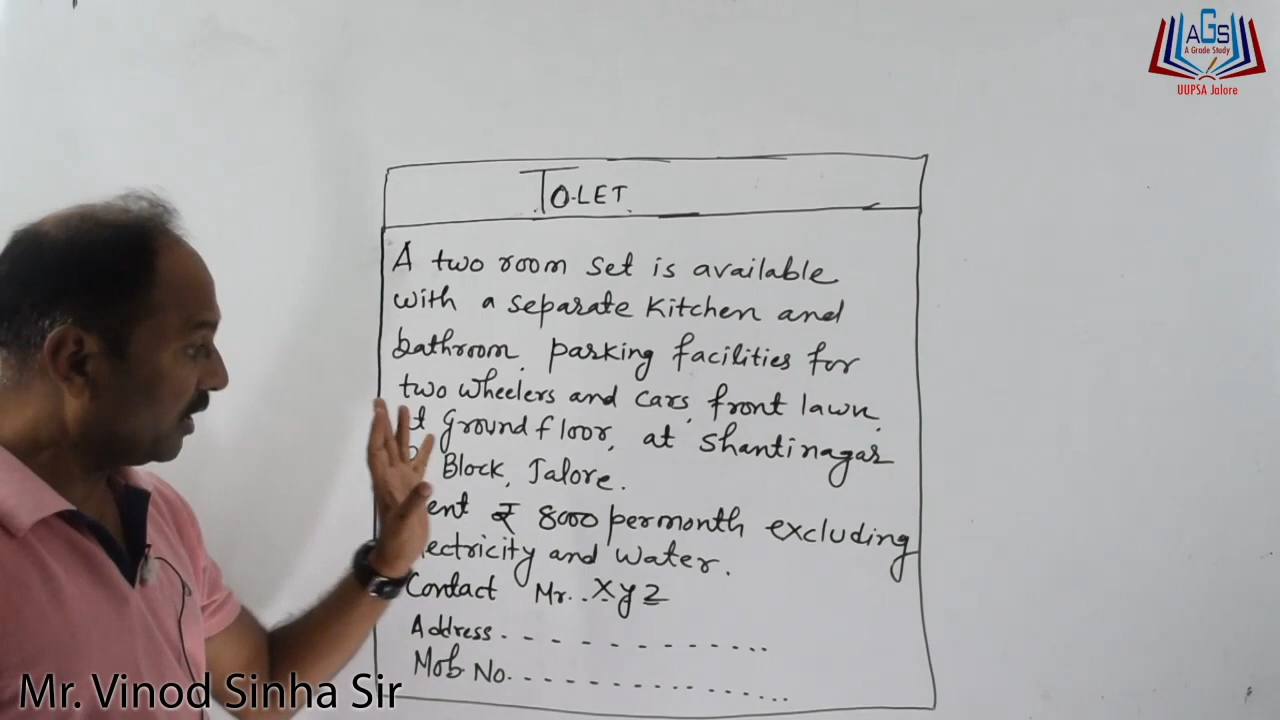 AGS
A Grade Study
UUPSA Jalore
TO-LET
A two room set is available
with a separate kitchen and
bathroom, parking facilities for
two wheelers and cars, front lawn,
ground floor, at Shantinagar
Block, Jalore.
₹ 8000 per month excluding
and water.
Contact Mr. . XYZ
Address. - - - - - - - - - - ..
Mob No. - - - - - - - - - - ...
Mr. Vinod Sinha Sir